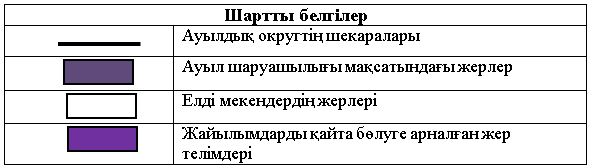 Шартты белгілер
Ауылдық округтің шекаралары
Ауыл шаруашылығы мақсатындағы жерлер
Елді мекендердің жерлері
Жайылымдарды қайта бөлуге арналған жер
телімдері